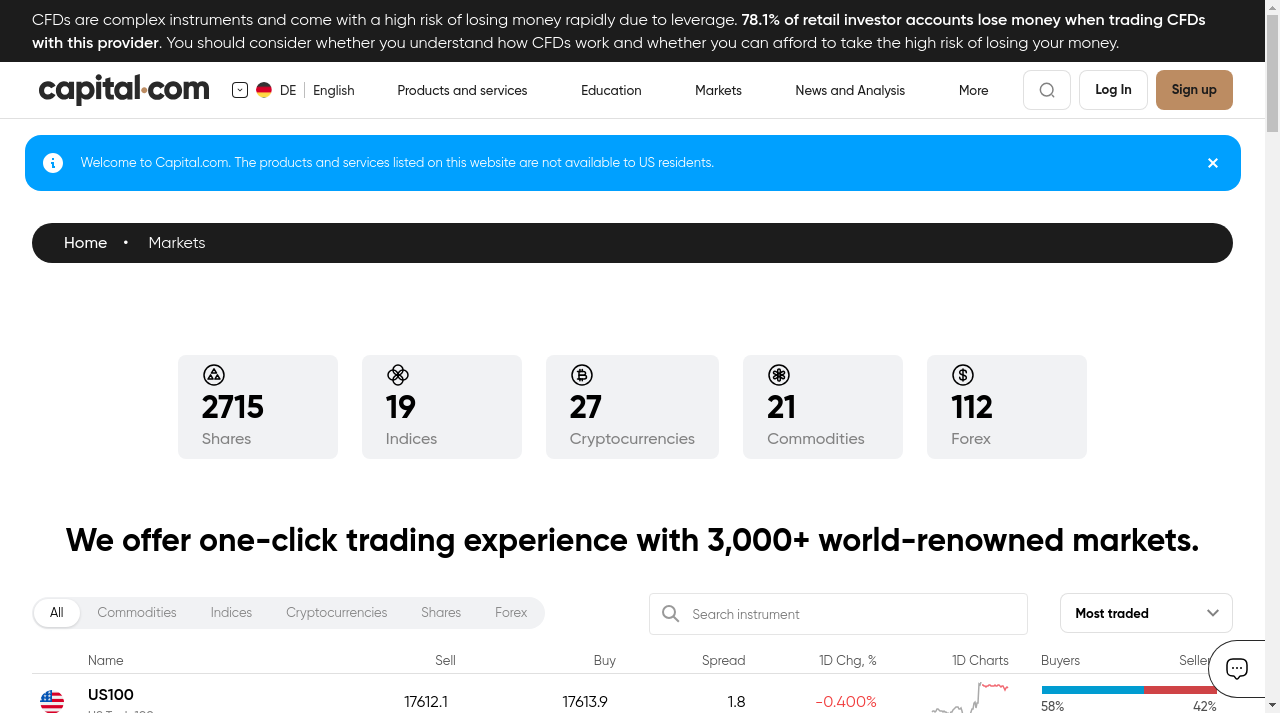 CFDs are complex instruments and come with a high risk of losing money rapidly due to leverage. 78.1% of retail investor accounts lose money when trading CFDs
with this provider. You should consider whether you understand how CFDs work and whether you can afford to take the high risk of losing your money.
capital.com DE English Products and services Education Markets News and Analysis More Log In Sign up
Welcome to Capital.com. The products and services listed on this website are not available to US residents.
Home • Markets
2715 19 27 21 112
Shares Indices Cryptocurrencies Commodities Forex
We offer one-click trading experience with 3,000+ world-renowned markets.
All Commodities Indices Cryptocurrencies Shares Forex Search instrument Most traded
Name Sell Buy Spread 1D Chg, % 1D Charts Buyers
US100 17612.1 17613.9 1.8 -0.400%
58% 42%